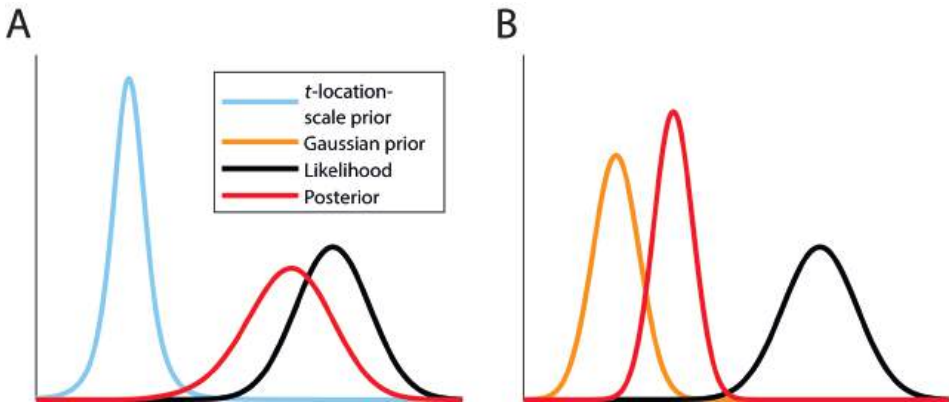 A
B
t-location-
scale prior
Gaussian prior
Likelihood
Posterior